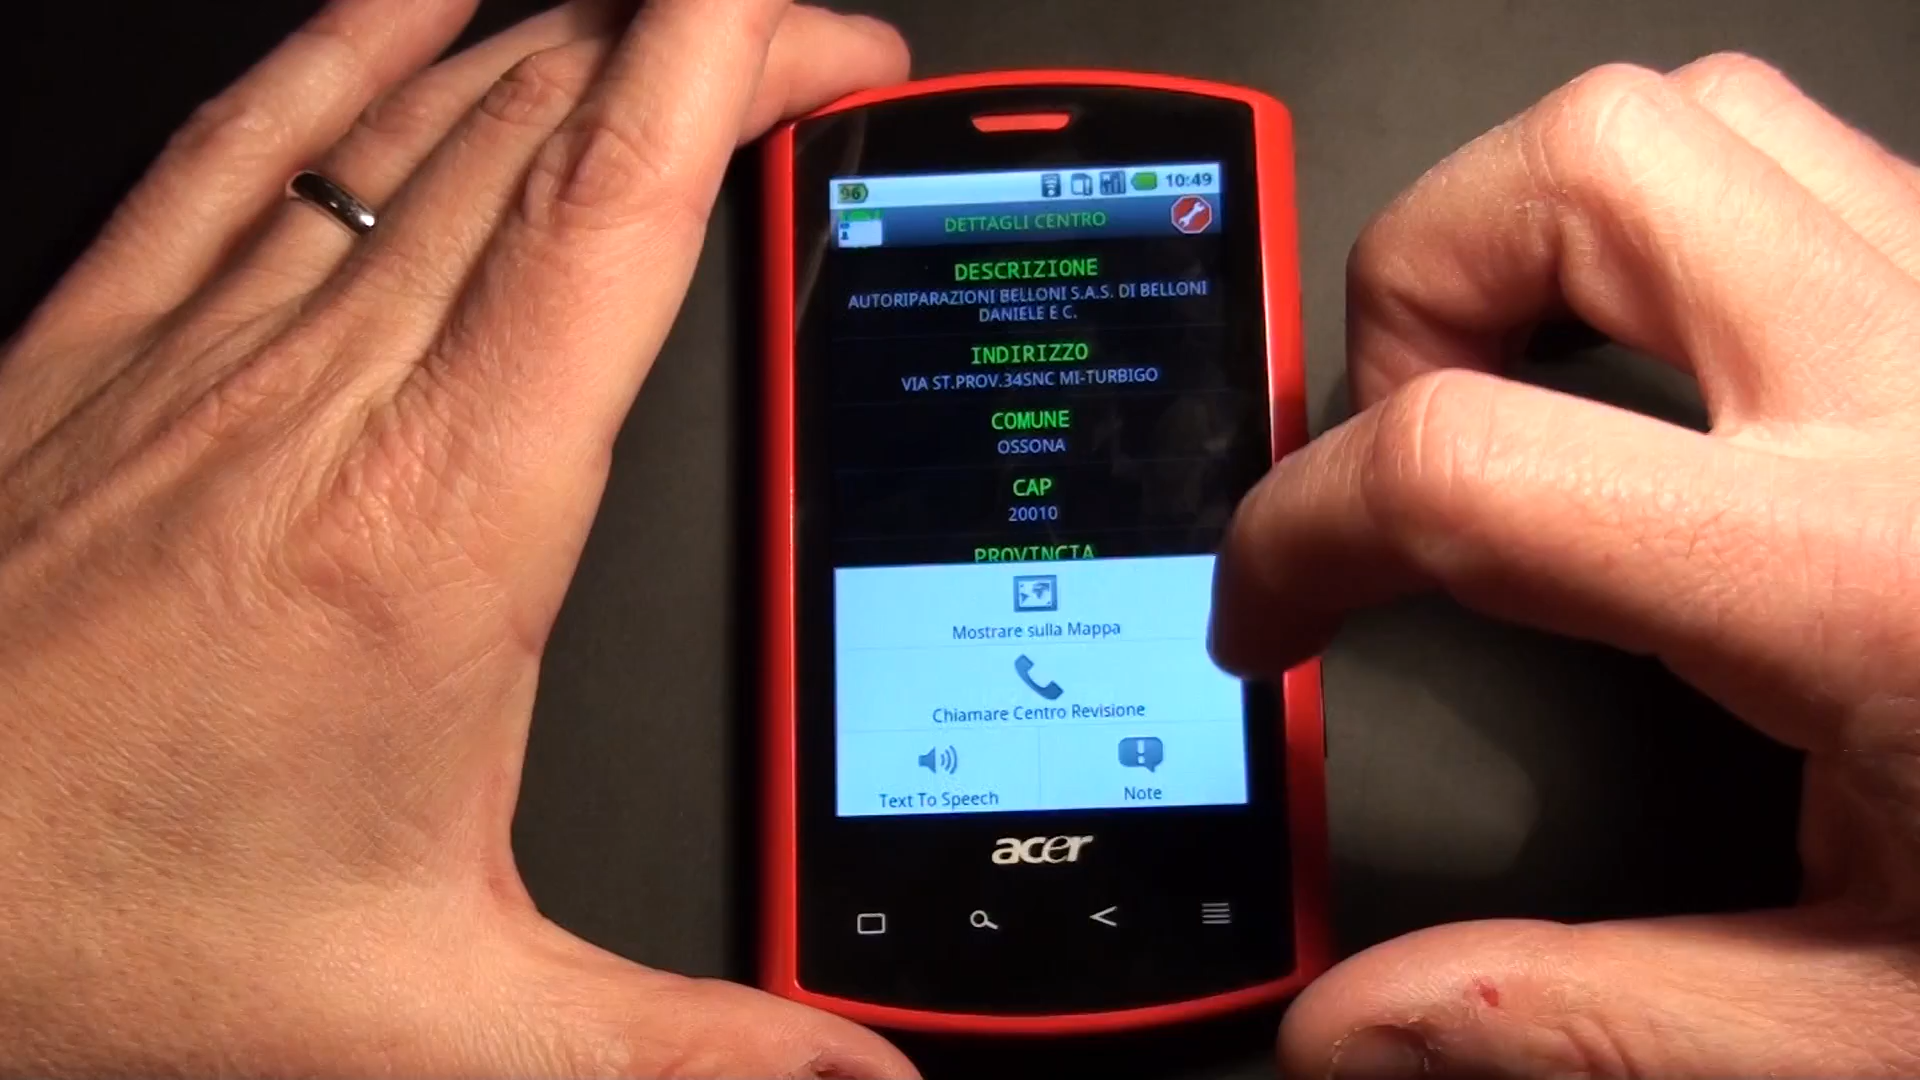 96
10:49
DETTAGLI CENTRO
DESCRIZIONE
AUTORIPARAZIONI BELLONI S.A.S. DI BELLONI
DANIELE E C.
INDIRIZZO
VIA ST.PROV.34SNC MI-TURBIGO
COMUNE
OSSONA
CAP
20010
PROVINCIA
Mostrare sulla Mappa
Chiamare Centro Revisione
Text To Speech
Note
acer